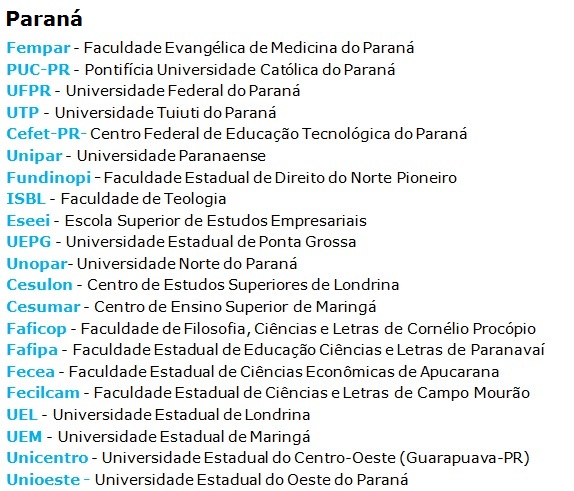 Paraná
Fempar - Faculdade Evangélica de Medicina do Paraná
PUC-PR - Pontifícia Universidade Católica do Paraná
UFPR - Universidade Federal do Paraná
UTP - Universidade Tuiuti do Paraná
Cefet-PR- Centro Federal de Educação Tecnológica do Paraná
Unipar - Universidade Paranaense
Fundinopi - Faculdade Estadual de Direito do Norte Pioneiro
ISBL - Faculdade de Teologia
Eseei - Escola Superior de Estudos Empresariais
UEPG - Universidade Estadual de Ponta Grossa
Unopar- Universidade Norte do Paraná
Cesulon - Centro de Estudos Superiores de Londrina
Cesumar - Centro de Ensino Superior de Maringá
Faficop - Faculdade de Filosofia, Ciências e Letras de Cornélio Procópio
Fafipa - Faculdade Estadual de Educação Ciências e Letras de Paranavaí
Fecea - Faculdade Estadual de Ciências Econômicas de Apucarana
Fecilcam - Faculdade Estadual de Ciências e Letras de Campo Mourão
UEL - Universidade Estadual de Londrina
UEM - Universidade Estadual de Maringá
Unicentro - Universidade Estadual do Centro-Oeste (Guarapuava-PR)
Unioeste - Universidade Estadual do Oeste do Paraná